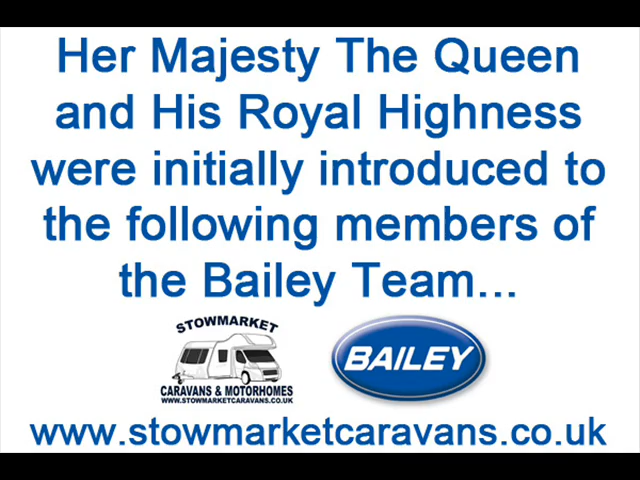 Her Majesty The Queen
and His Royal Highness
were initially introduced to
the following members of
the Bailey Team...
STOWMARKET
CARAVANS & MOTORHOMES
WWW.STOWMARKETCARAVANS.CO.UK
BAILEY
www.stowmarketcaravans.co.uk